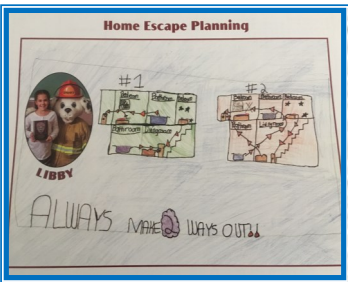 Home Escape Planning
#1
#2
LIBBY
ALWAYS MAKE 2 WAYS OUT!!